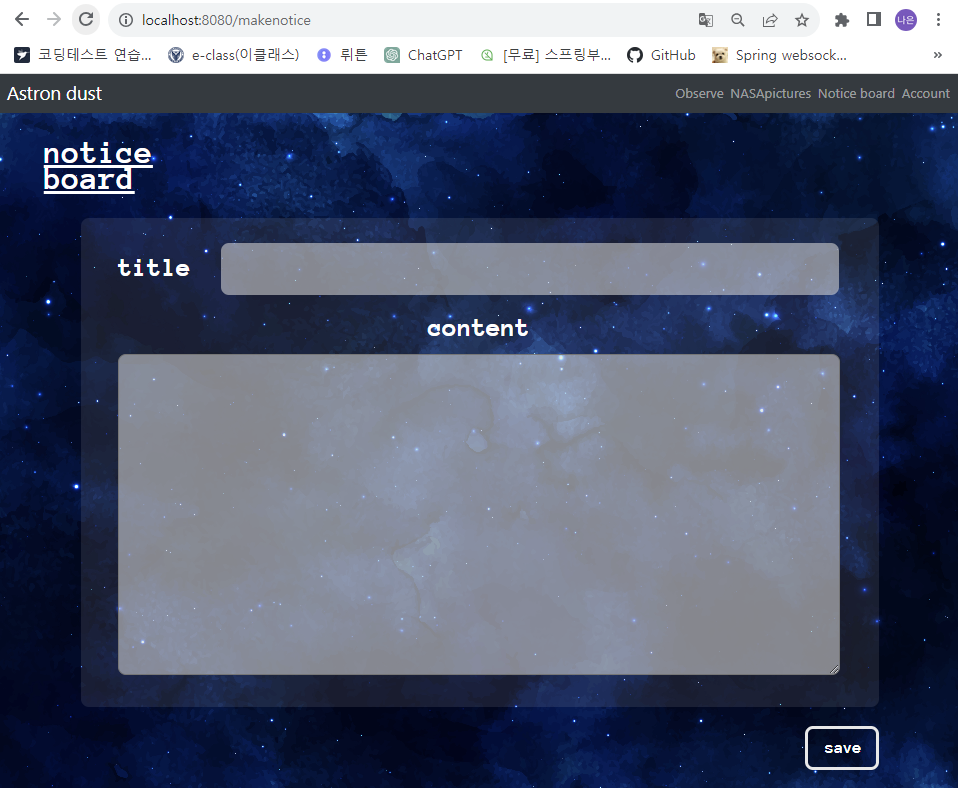 localhost:8080/makenotice
나은
코딩테스트 연습... e-class(이클래스) 뤼튼 ChatGPT [무료] 스프링부... GitHub Spring websock... »
Astron dust Observe NASApictures Notice board Account
notice
board
title
content
save